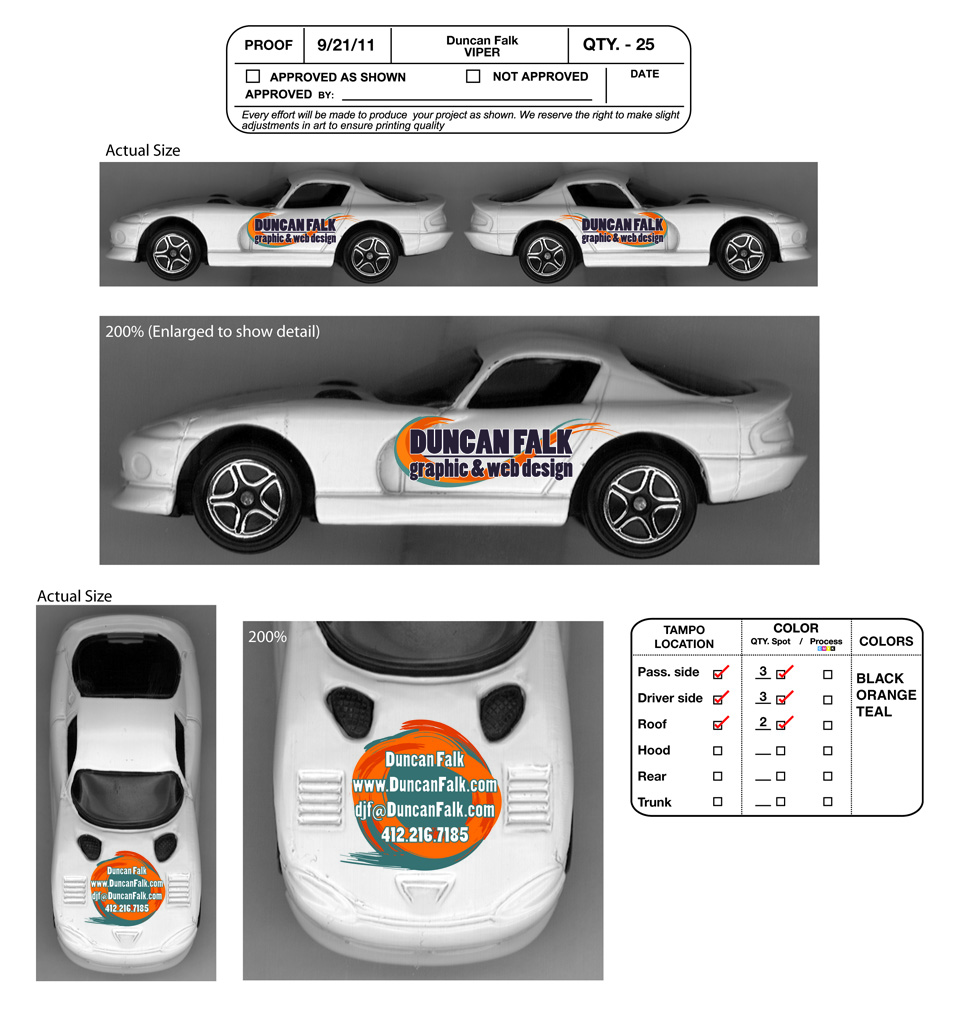 PROOF
9/21/11
Duncan Falk
VIPER
QTY. - 25
APPROVED AS SHOWN
NOT APPROVED
DATE
APPROVED BY:
Every effort will be made to produce your project as shown. We reserve the right to make slight
adjustments in art to ensure printing quality
Actual Size
DUNCAN FALK
graphic & web design
DUNCAN FALK
graphic & web design
200% (Enlarged to show detail)
DUNCAN FALK
graphic & web design
Actual Size
Duncan Falk
www.DuncanFalk.com
djf@DuncanFalk.com
412.216.7185
200%
Duncan Falk
www.DuncanFalk.com
djf@DuncanFalk.com
412.216.7185
TAMPO
LOCATION
COLOR
QTY. Spot / Process
COLORS
Pass. side 3
Driver side 3
Roof 2
Hood
Rear
Trunk
BLACK
ORANGE
TEAL